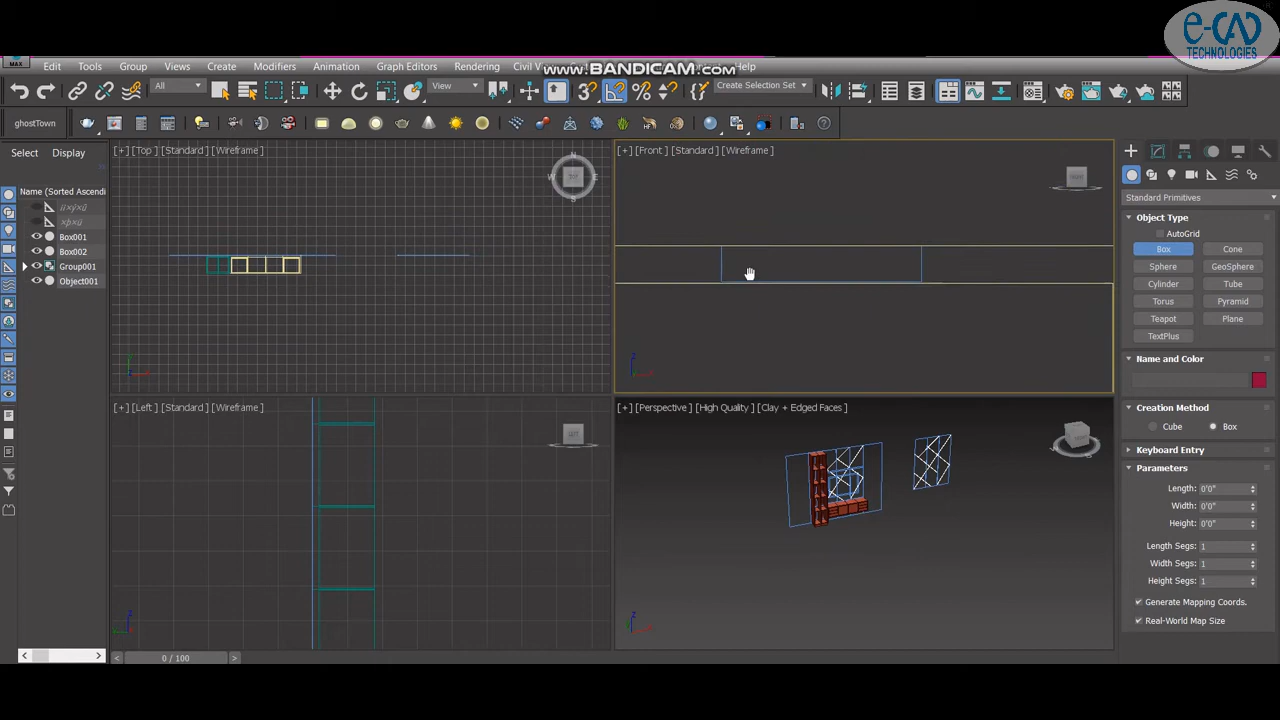 e-CAD
TECHNOLOGIES
www.BANDICAM.com
MAX
Edit Tools Group Views Create Modifiers Animation Graph Editors Rendering Civil Help
All
View
Create Selection Set
ghostTown
Select Display
Name (Sorted Ascending
Box001
Box002
Group001
Object001
[+] [Top] [Standard] [Wireframe]
N
W TOP E
S
[+] [Front] [Standard] [Wireframe]
FRONT
[+] [Left] [Standard] [Wireframe]
LEFT
[+] [Perspective] [High Quality] [Clay + Edged Faces]
0 / 100
Standard Primitives
Object Type
AutoGrid
Box Cone
Sphere GeoSphere
Cylinder Tube
Torus Pyramid
Teapot Plane
TextPlus
Name and Color
Creation Method
Cube Box
Keyboard Entry
Parameters
Length: 0'0"
Width: 0'0"
Height: 0'0"
Length Segs: 1
Width Segs: 1
Height Segs: 1
Generate Mapping Coords.
Real-World Map Size